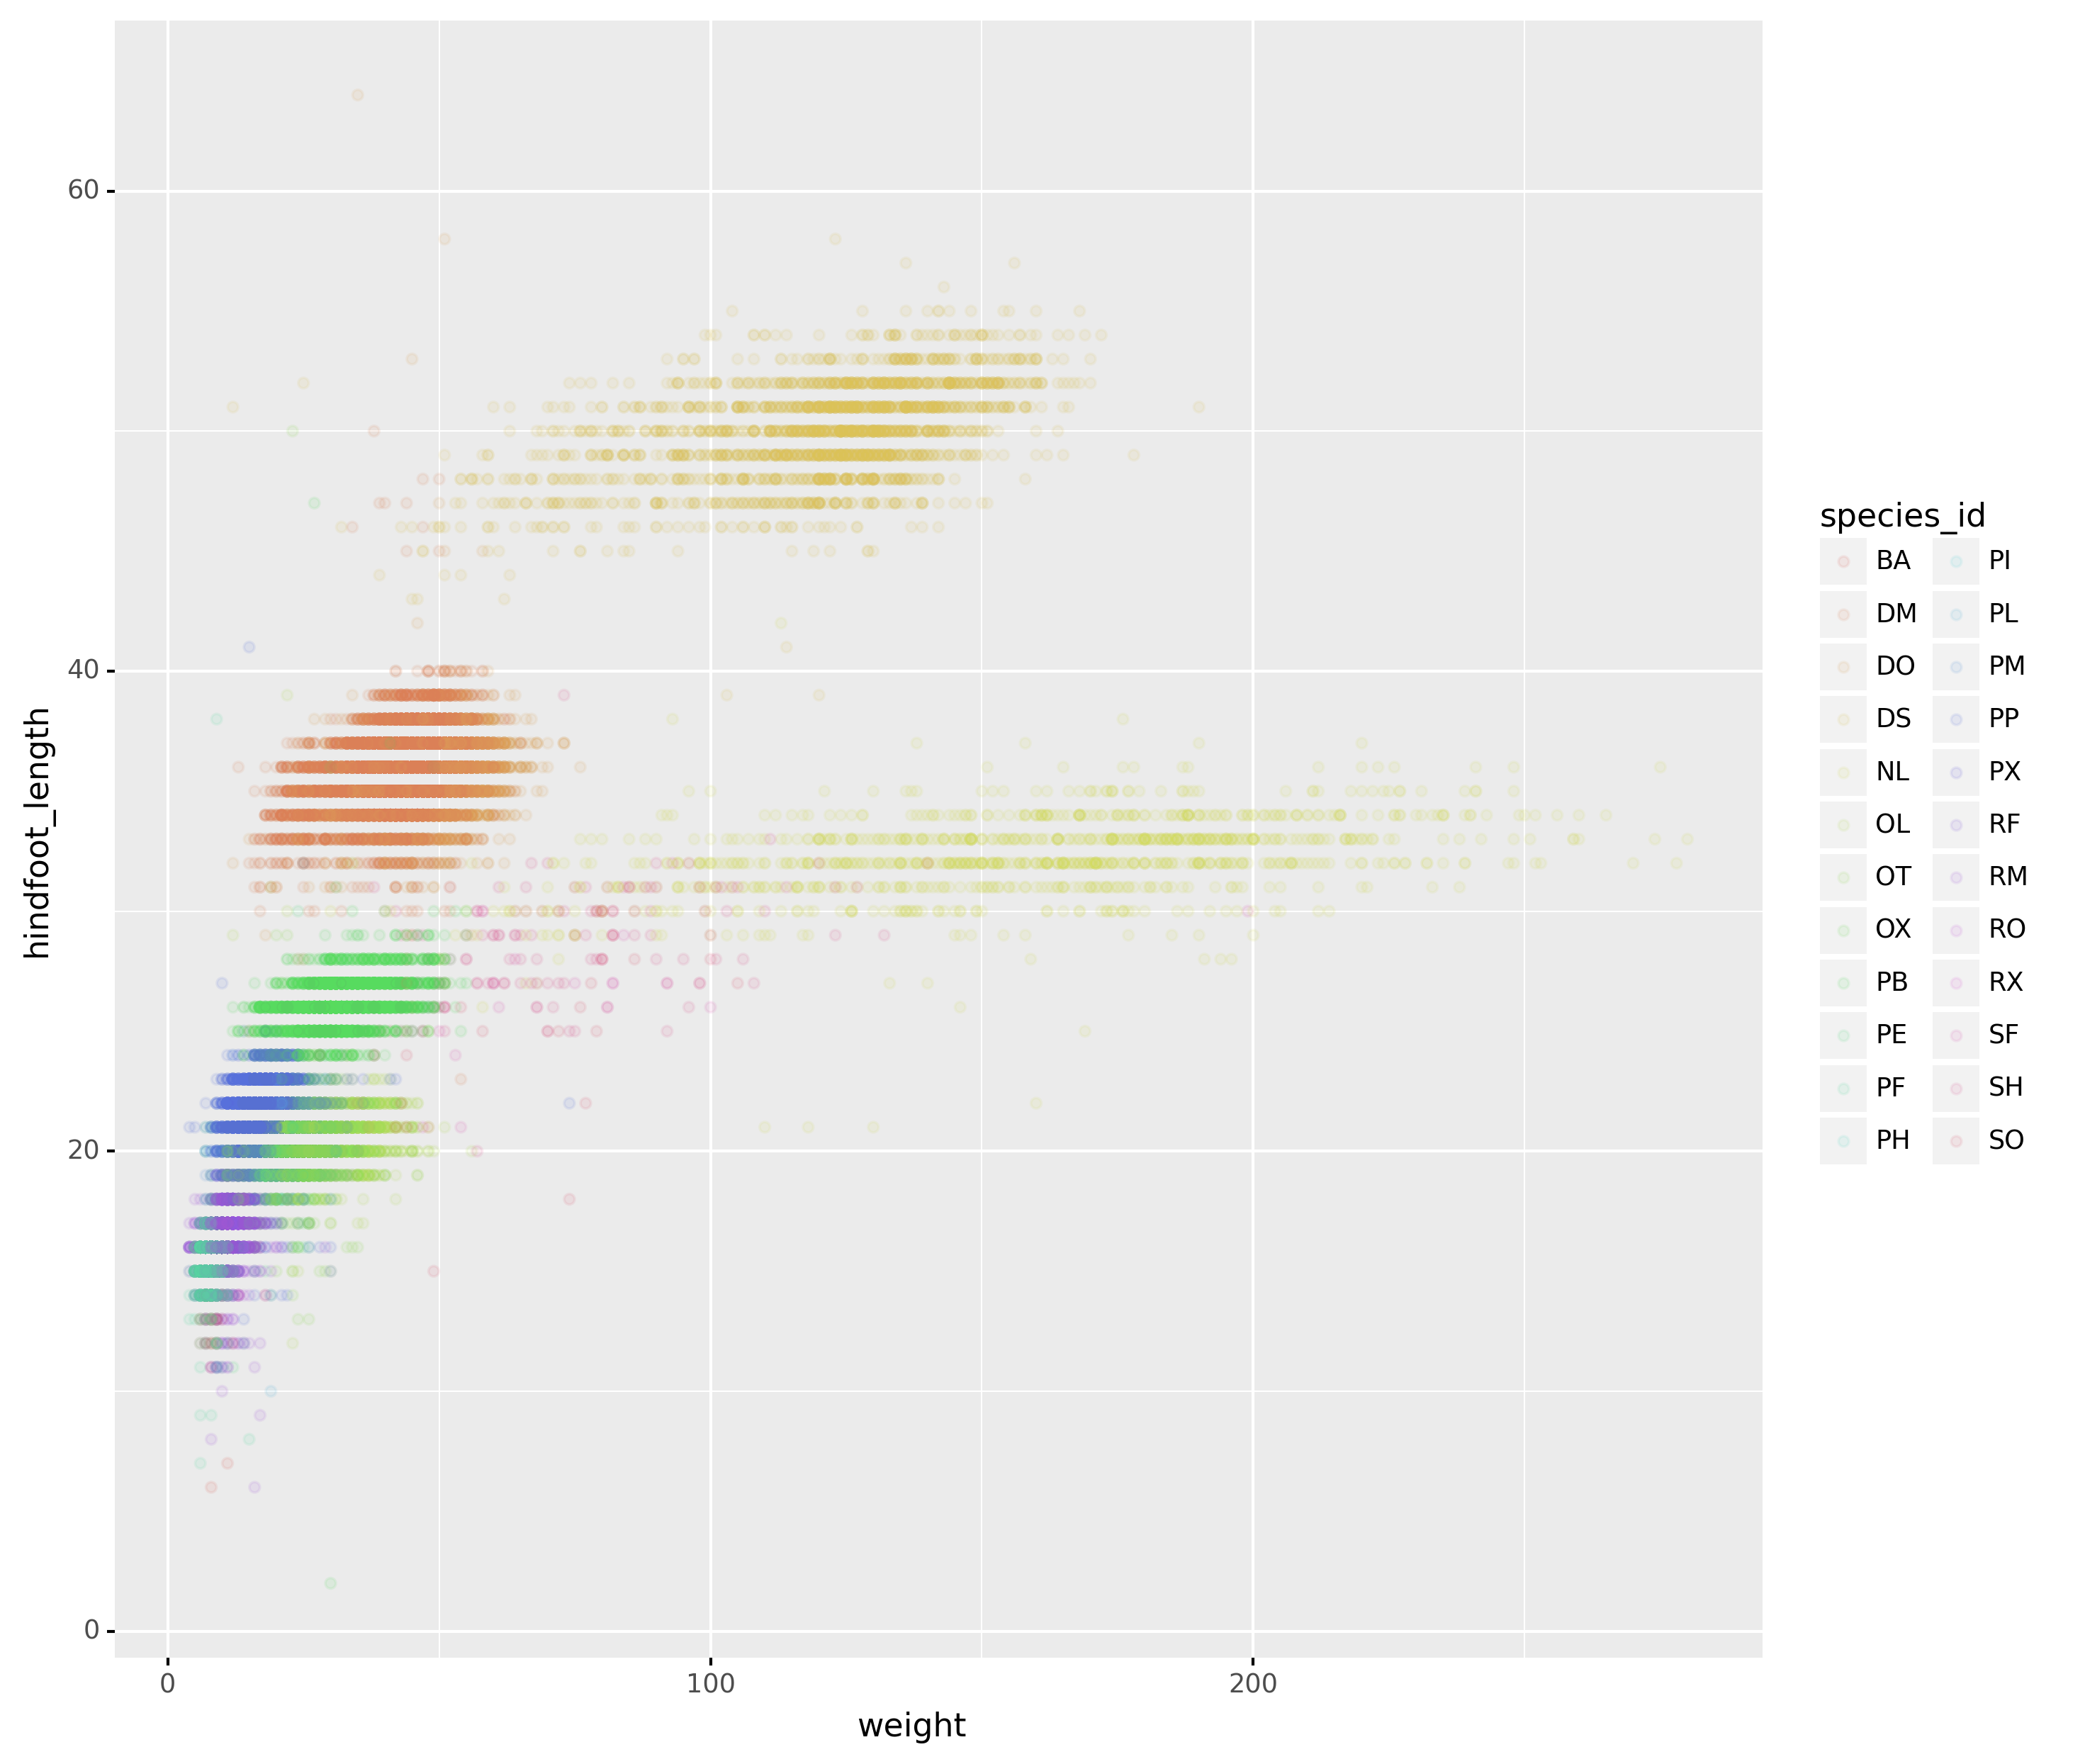 60
40
20
0
hindfoot_length
0 100 200
weight
species_id
BA PI
DM PL
DO PM
DS PP
NL PX
OL RF
OT RM
OX RO
PB RX
PE SF
PF SH
PH SO